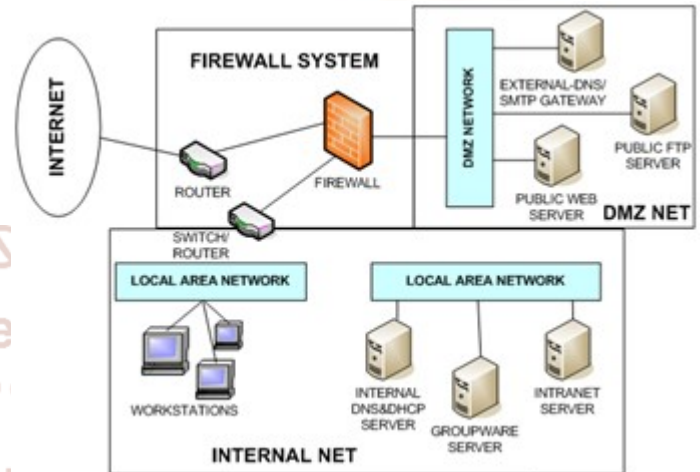 INTERNET
FIREWALL SYSTEM
ROUTER
FIREWALL
SWITCH/
ROUTER
DMZ NETWORK
EXTERNAL-DNS/
SMTP GATEWAY
PUBLIC FTP
SERVER
PUBLIC WEB
SERVER
DMZ NET
LOCAL AREA NETWORK
WORKSTATIONS
LOCAL AREA NETWORK
INTERNAL
DNS&DHCP
SERVER
GROUPWARE
SERVER
INTRANET
SERVER
INTERNAL NET